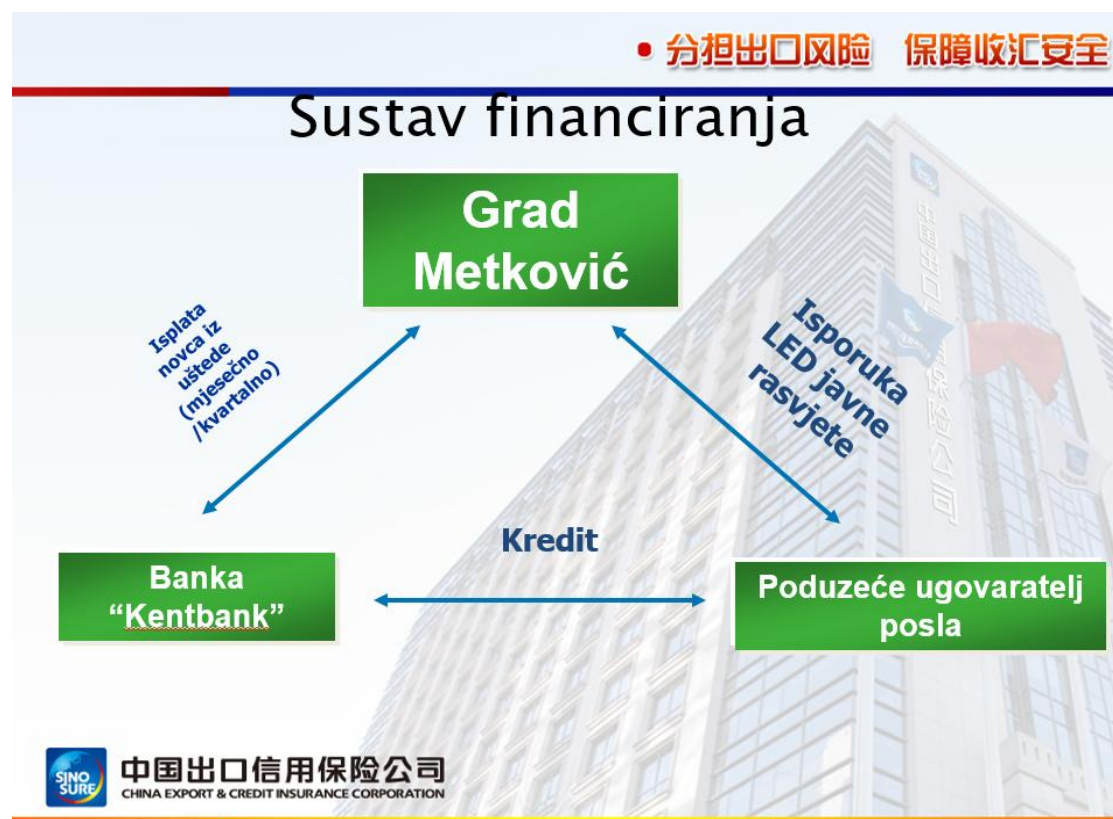 • 分担出口风险 保障收汇安全
Sustav financiranja
Grad
Metković
Isplata
novca iz
uštede
(mjesečno
/kvartalno)
Isporuka
LED javne
rasvjete
Kredit
Banka
“Kentbank”
Poduzeće ugovaratelj
posla
SINO
SURE
中国出口信用保险公司
CHINA EXPORT & CREDIT INSURANCE CORPORATION